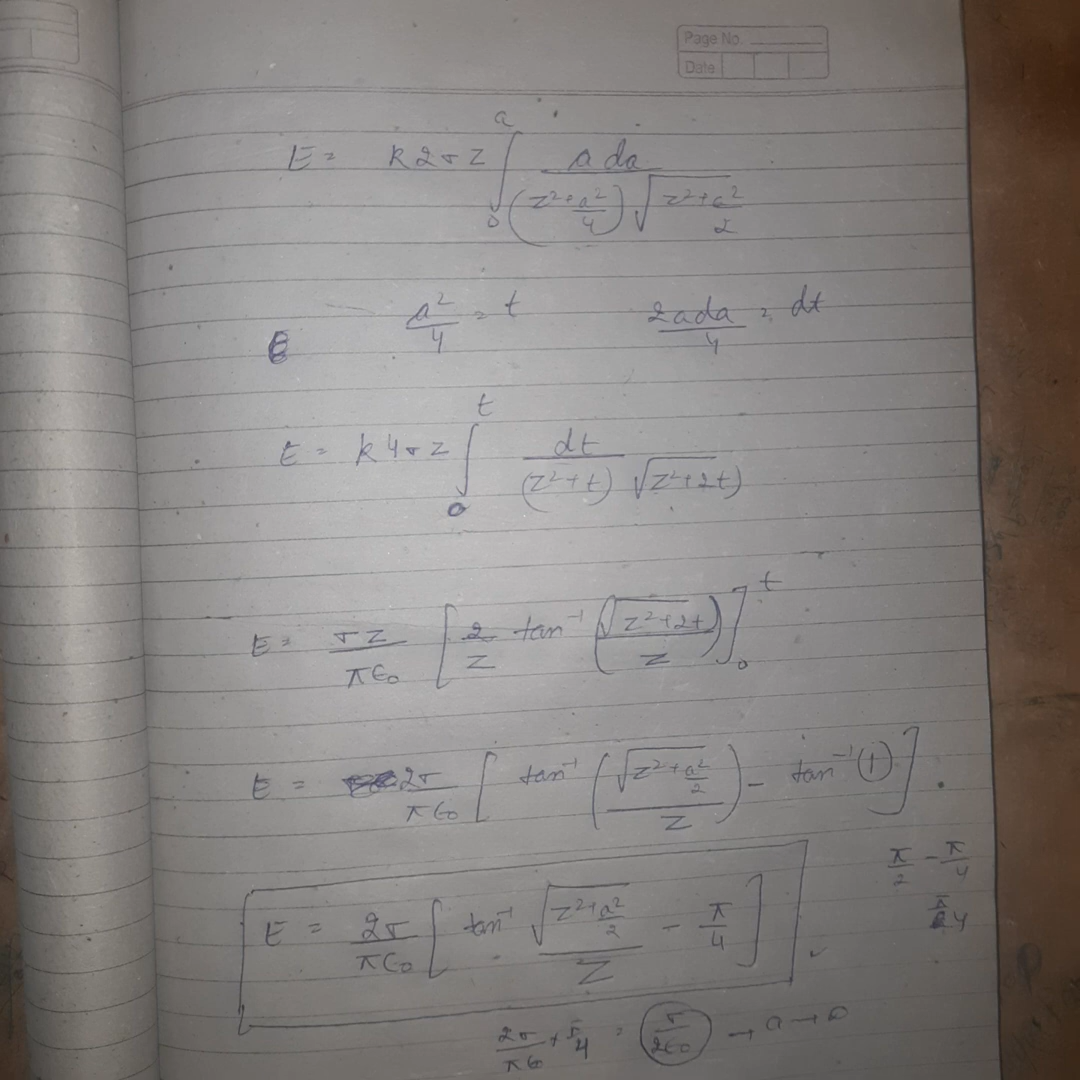 Page No.
Date
E = k2σz ∫₀ᵃ a da / (z²+a²/4) √(z²+a²/2)
a²/4 = t 2ada/4 = dt
E = k4σz ∫₀ᵗ dt / (z²+t) √(z²+2t)
E = σz/πε₀ [2/z tan⁻¹(√(z²+2t)/z)]₀ᵗ
E = 2σ/πε₀ [tan⁻¹(√(z²+a²/2)/z) - tan⁻¹(1)].
π/2 - π/4
π/4
E = 2σ/πε₀ [tan⁻¹ √(z²+a²/2)/z - π/4]
2σ/πε₀ × π/4 = σ/2ε₀ → a → ∞